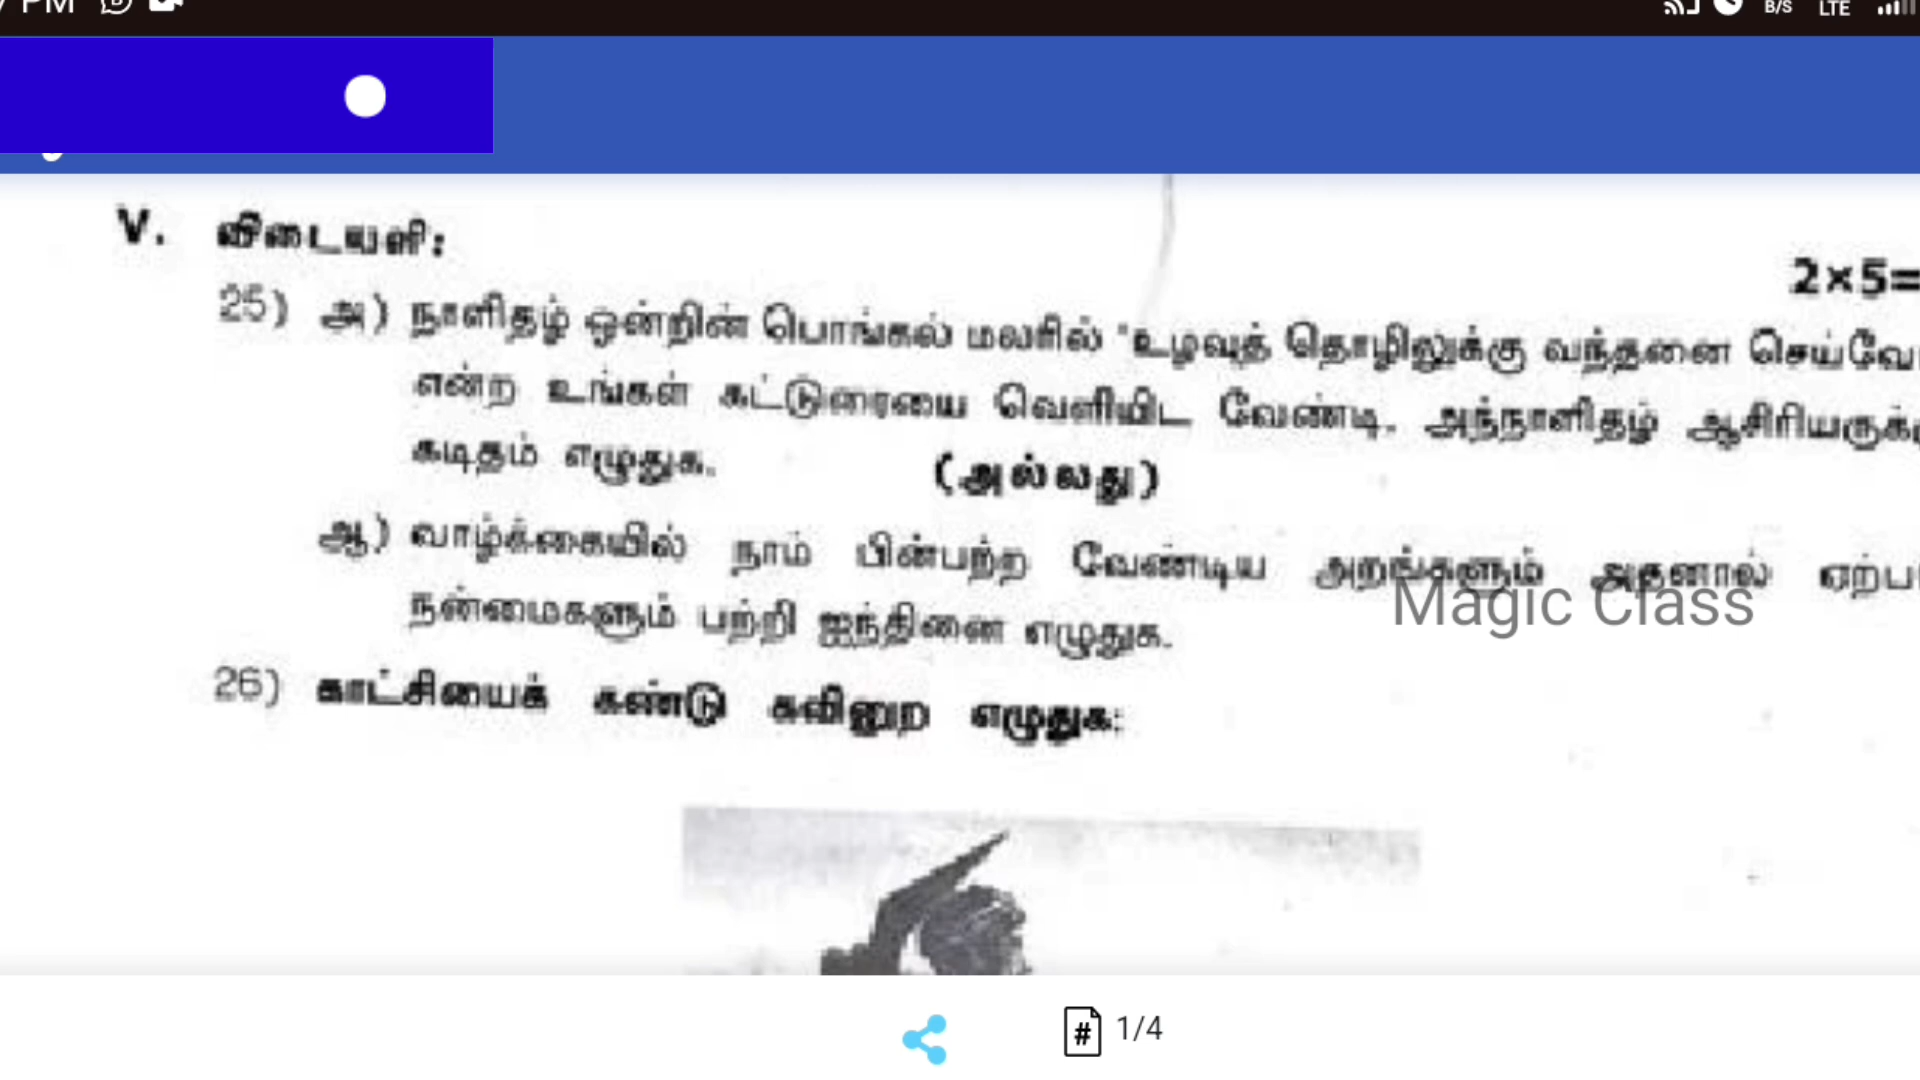 PM
B/S
LTE
V. விடையளி:
2×5=
25) அ) நாளிதழ் ஒன்றின் பொங்கல் மலரில் "உழவுத் தொழிலுக்கு வந்தனை செய்வோ
என்ற உங்கள் கட்டுரையை வெளியிட வேண்டி, அந்நாளிதழ் ஆசிரியருக்கு
கடிதம் எழுதுக.
(அல்லது)
ஆ) வாழ்க்கையில் நாம் பின்பற்ற வேண்டிய அறங்களும் அதனால் ஏற்ப
நன்மைகளும் பற்றி ஐந்தினை எழுதுக.
Magic Class
26) காட்சியைக் கண்டு கவினுற எழுதுக:
# 1/4